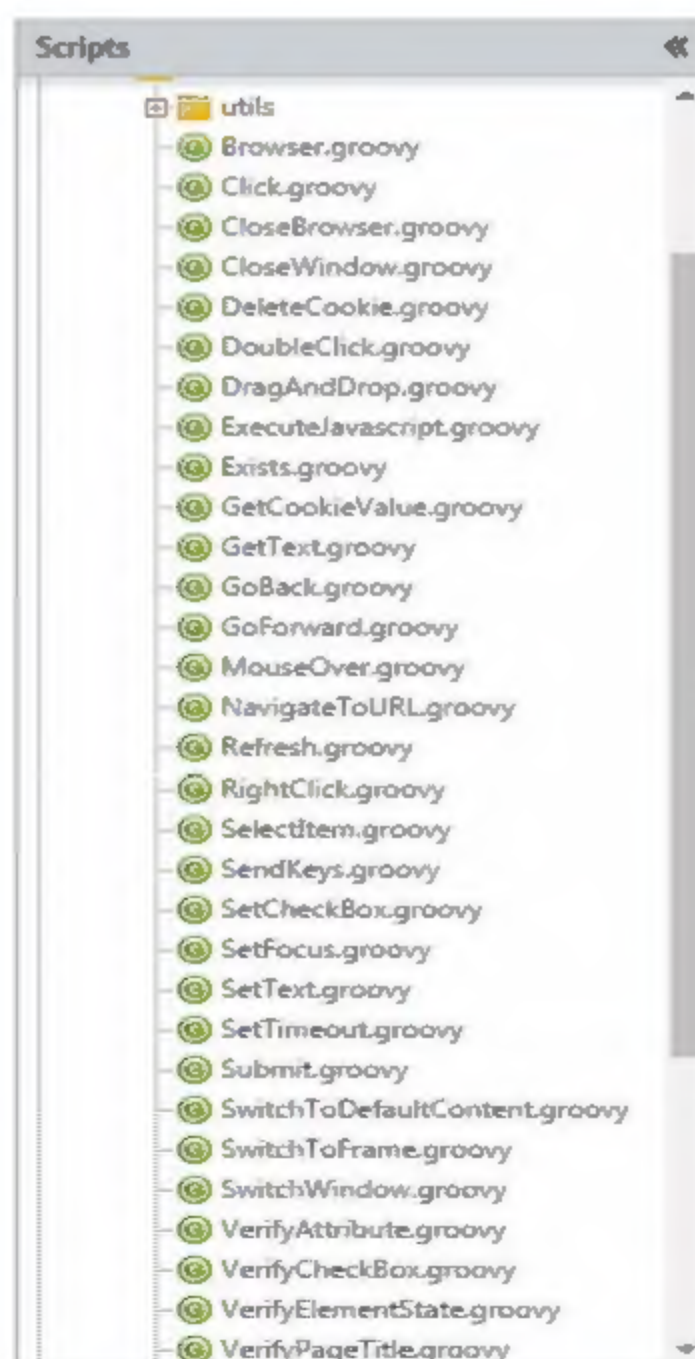 Scripts
utils
Browser.groovy
Click.groovy
CloseBrowser.groovy
CloseWindow.groovy
DeleteCookie.groovy
DoubleClick.groovy
DragAndDrop.groovy
ExecuteJavascript.groovy
Exists.groovy
GetCookieValue.groovy
GetText.groovy
GoBack.groovy
GoForward.groovy
MouseOver.groovy
NavigateToURL.groovy
Refresh.groovy
RightClick.groovy
SelectItem.groovy
SendKeys.groovy
SetCheckBox.groovy
SetFocus.groovy
SetText.groovy
SetTimeout.groovy
Submit.groovy
SwitchToDefaultContent.groovy
SwitchToFrame.groovy
SwitchWindow.groovy
VerifyAttribute.groovy
VerifyCheckBox.groovy
VerifyElementState.groovy
VerifyPageTitle.groovy